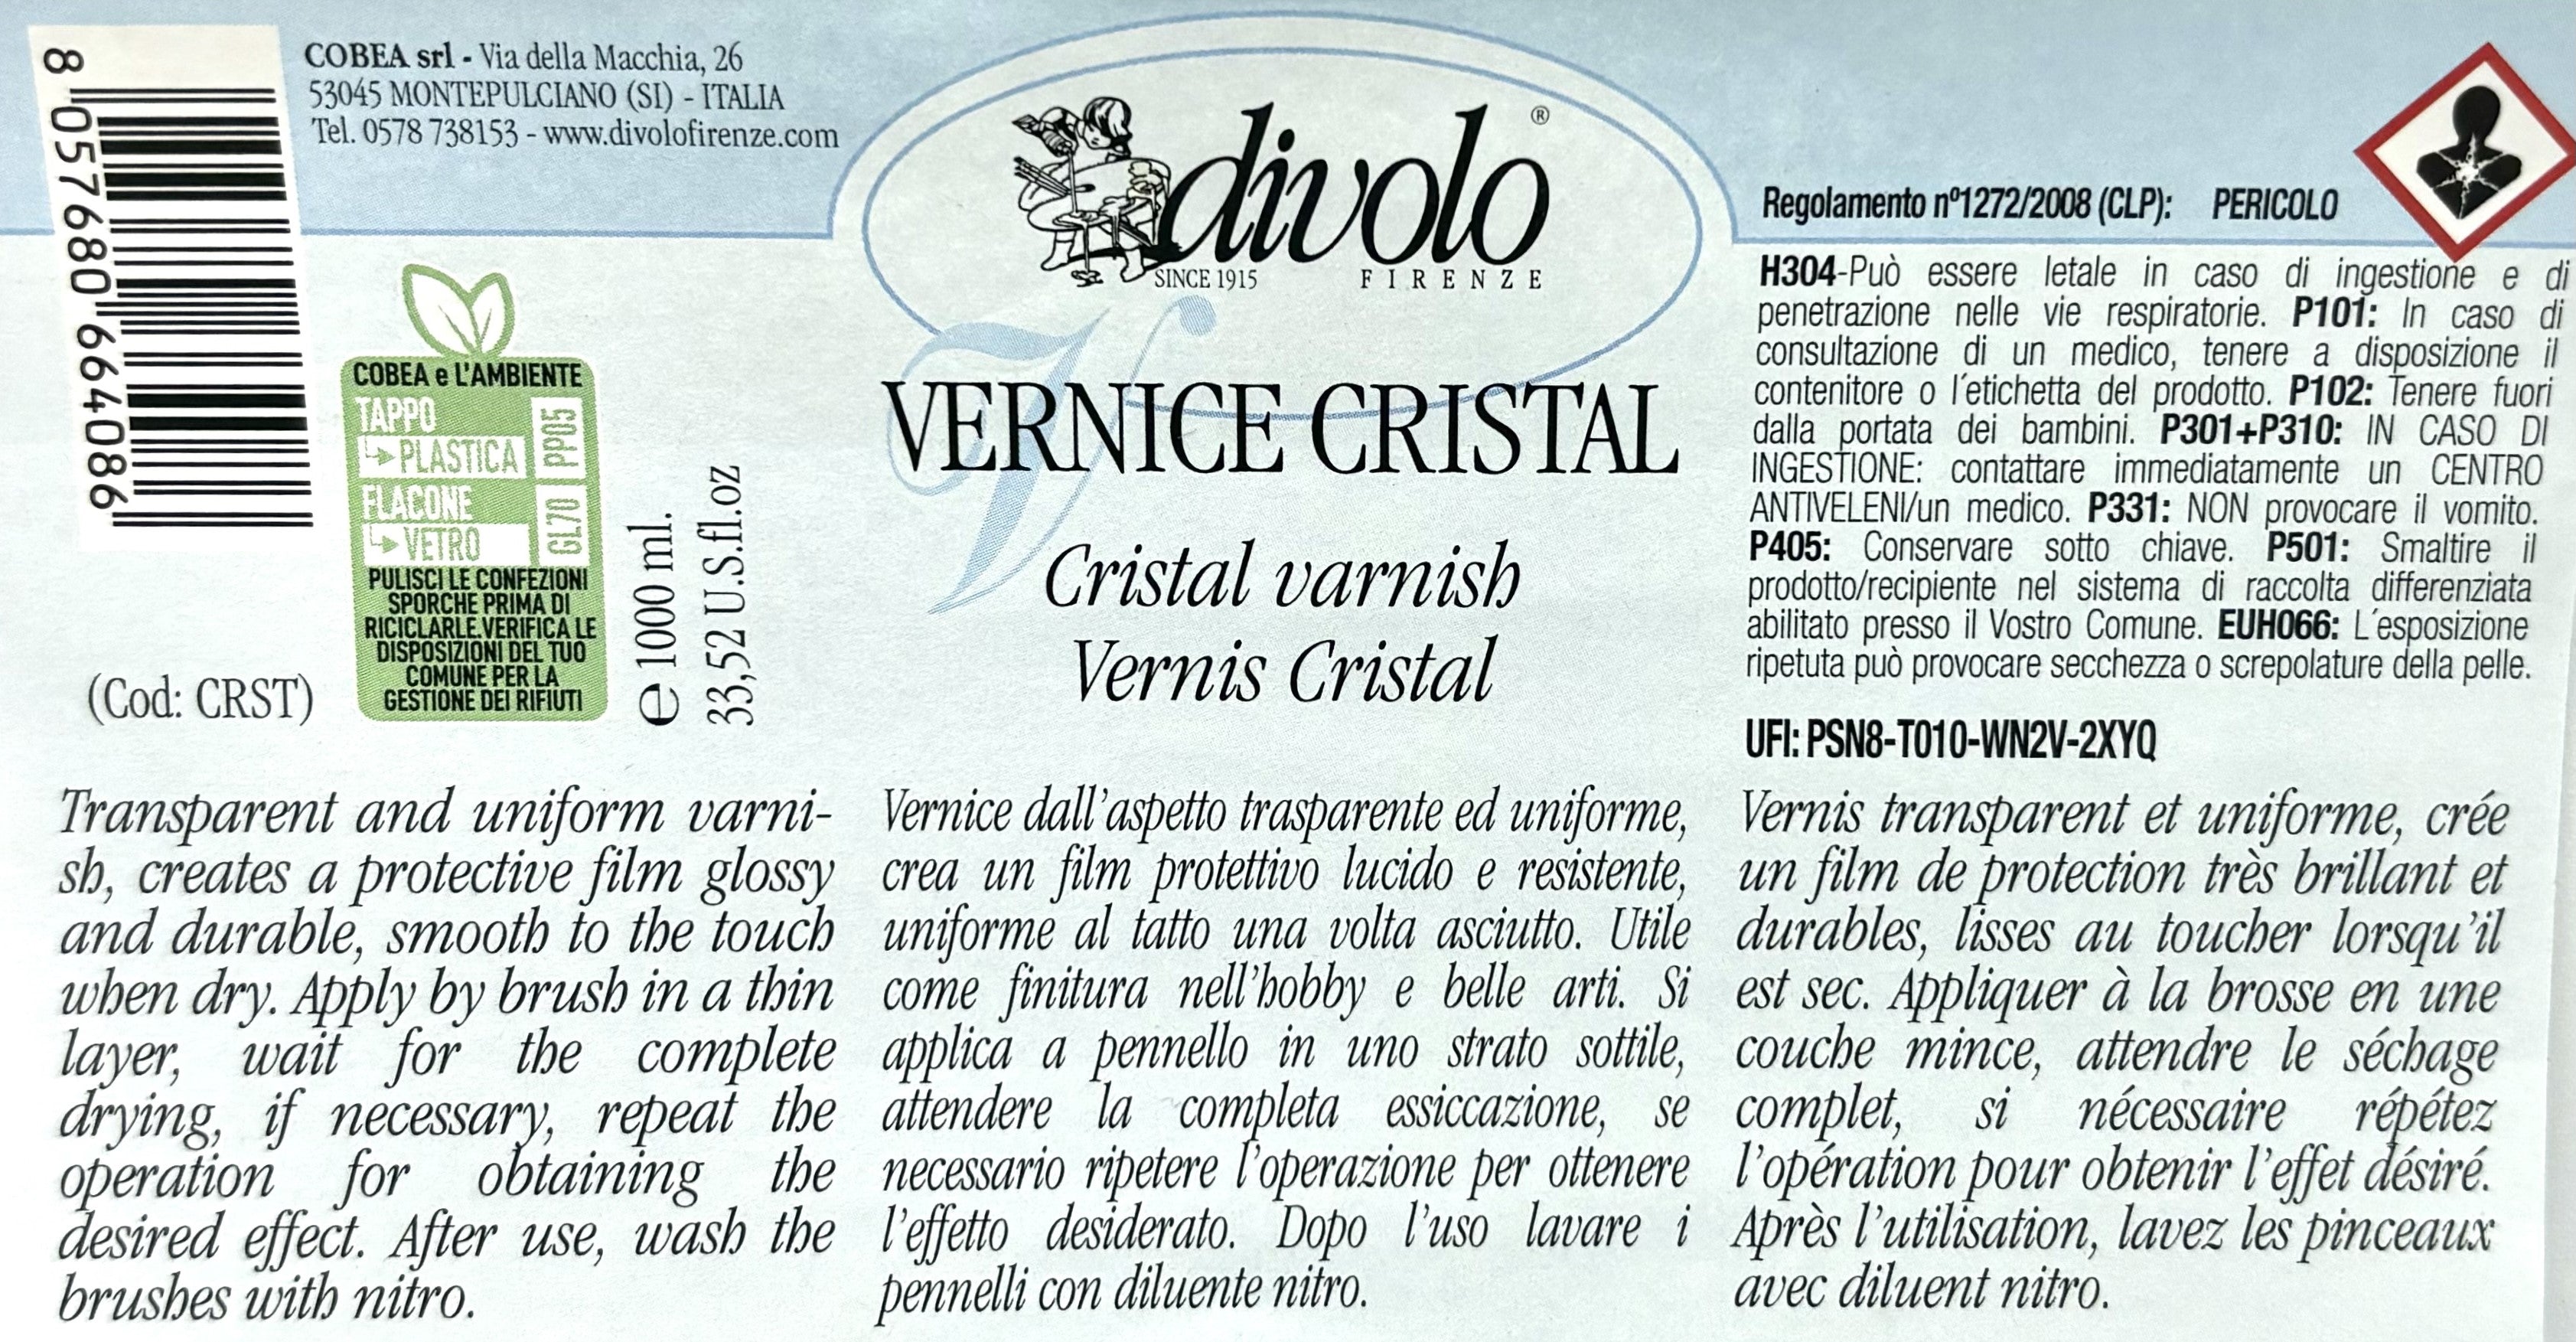 8 057680 664086
COBEA srl - Via della Macchia, 26
53045 MONTEPULCIANO (SI) - ITALIA
Tel. 0578 738153 - www.divolofirenze.com
COBEA e L'AMBIENTE
TAPPO
PLASTICA
PP05
FLACONE
VETRO
GL70
PULISCI LE CONFEZIONI
SPORCHE PRIMA DI
RICICLARLE.VERIFICA LE
DISPOSIZIONI DEL TUO
COMUNE PER LA
GESTIONE DEI RIFIUTI
(Cod: CRST)
e 1000 ml.
33,52 U.S.fl.oz
divolo ®
SINCE 1915 FIRENZE
V
VERNICE CRISTAL
Cristal varnish
Vernis Cristal
Regolamento nº1272/2008 (CLP): PERICOLO
H304-Può essere letale in caso di ingestione e di
penetrazione nelle vie respiratorie. P101: In caso di
consultazione di un medico, tenere a disposizione il
contenitore o l´etichetta del prodotto. P102: Tenere fuori
dalla portata dei bambini. P301+P310: IN CASO DI
INGESTIONE: contattare immediatamente un CENTRO
ANTIVELENI/un medico. P331: NON provocare il vomito.
P405: Conservare sotto chiave. P501: Smaltire il
prodotto/recipiente nel sistema di raccolta differenziata
abilitato presso il Vostro Comune. EUH066: L´esposizione
ripetuta può provocare secchezza o screpolature della pelle.
UFI: PSN8-T010-WN2V-2XYQ
Transparent and uniform varni-
sh, creates a protective film glossy
and durable, smooth to the touch
when dry. Apply by brush in a thin
layer, wait for the complete
drying, if necessary, repeat the
operation for obtaining the
desired effect. After use, wash the
brushes with nitro.
Vernice dall'aspetto trasparente ed uniforme,
crea un film protettivo lucido e resistente,
uniforme al tatto una volta asciutto. Utile
come finitura nell'hobby e belle arti. Si
applica a pennello in uno strato sottile,
attendere la completa essiccazione, se
necessario ripetere l'operazione per ottenere
l'effetto desiderato. Dopo l'uso lavare i
pennelli con diluente nitro.
Vernis transparent et uniforme, crée
un film de protection très brillant et
durables, lisses au toucher lorsqu'il
est sec. Appliquer à la brosse en une
couche mince, attendre le séchage
complet, si nécessaire répétez
l'opération pour obtenir l'effet désiré.
Après l'utilisation, lavez les pinceaux
avec diluent nitro.